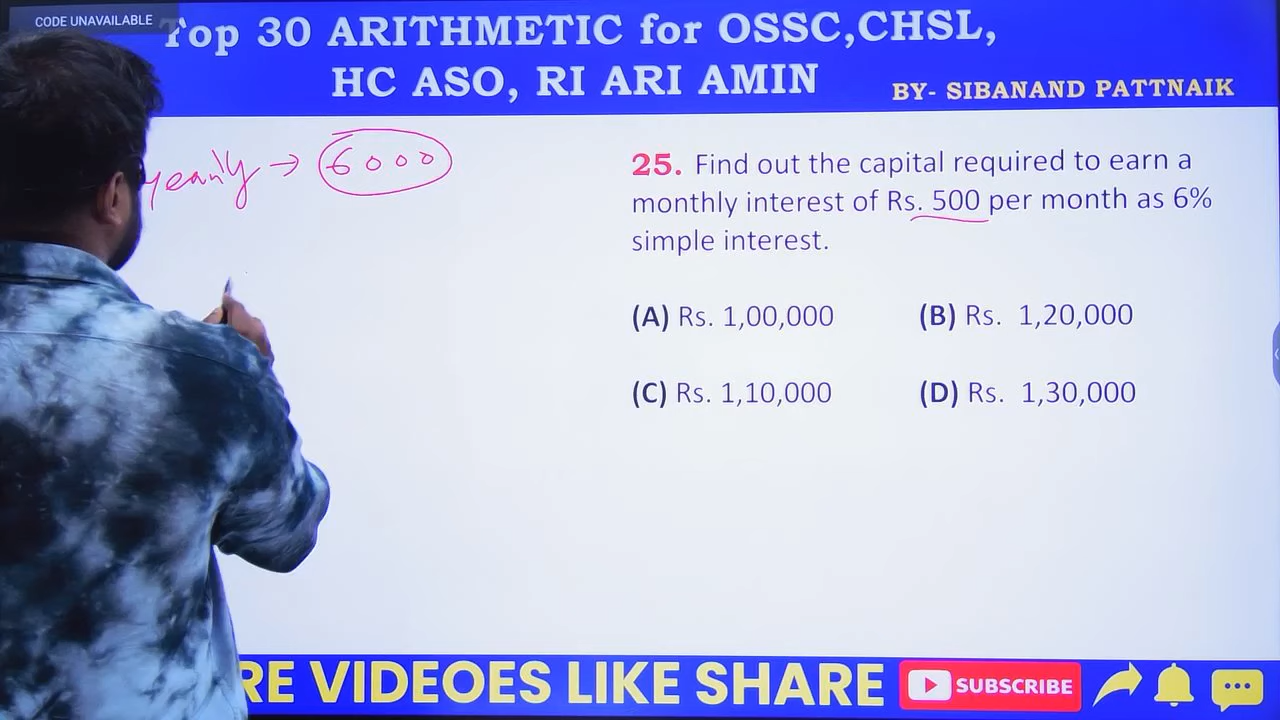 CODE UNAVAILABLE
Top 30 ARITHMETIC for OSSC,CHSL,
HC ASO, RI ARI AMIN
BY- SIBANAND PATTNAIK
yearly → 6000
25. Find out the capital required to earn a
monthly interest of Rs. 500 per month as 6%
simple interest.
(A) Rs. 1,00,000 (B) Rs. 1,20,000
(C) Rs. 1,10,000 (D) Rs. 1,30,000
RE VIDEOES LIKE SHARE SUBSCRIBE